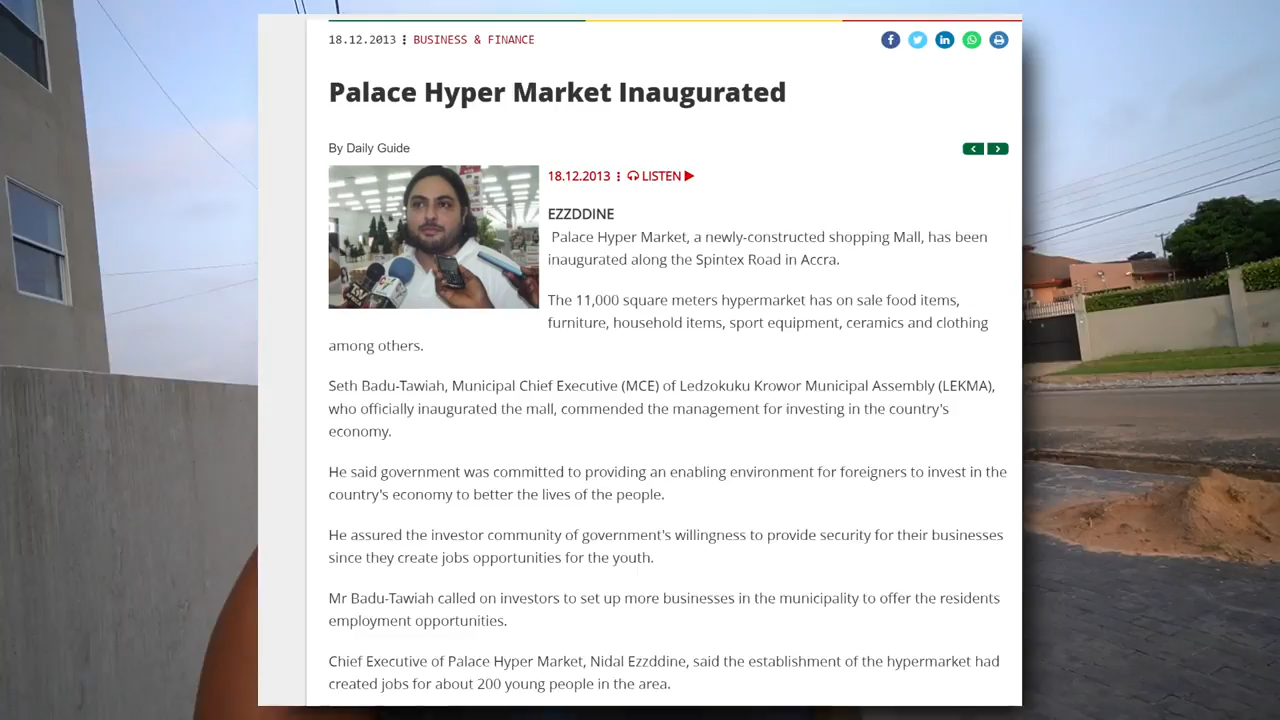 18.12.2013 ⋮ BUSINESS & FINANCE
Palace Hyper Market Inaugurated
By Daily Guide
18.12.2013 ⋮ LISTEN
EZZDDINE
Palace Hyper Market, a newly-constructed shopping Mall, has been
inaugurated along the Spintex Road in Accra.
The 11,000 square meters hypermarket has on sale food items,
furniture, household items, sport equipment, ceramics and clothing
among others.
Seth Badu-Tawiah, Municipal Chief Executive (MCE) of Ledzokuku Krowor Municipal Assembly (LEKMA),
who officially inaugurated the mall, commended the management for investing in the country's
economy.
He said government was committed to providing an enabling environment for foreigners to invest in the
country's economy to better the lives of the people.
He assured the investor community of government's willingness to provide security for their businesses
since they create jobs opportunities for the youth.
Mr Badu-Tawiah called on investors to set up more businesses in the municipality to offer the residents
employment opportunities.
Chief Executive of Palace Hyper Market, Nidal Ezzddine, said the establishment of the hypermarket had
created jobs for about 200 young people in the area.